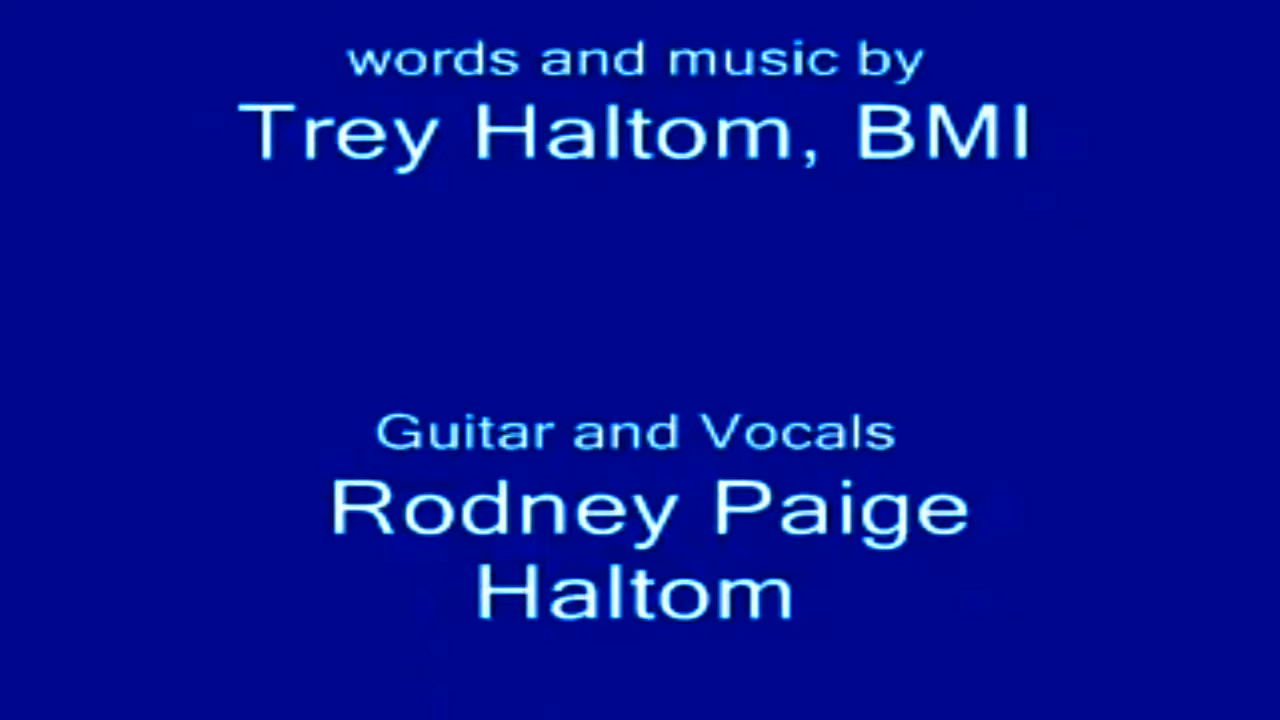 words and music by
Trey Haltom, BMI
Guitar and Vocals
Rodney Paige
Haltom